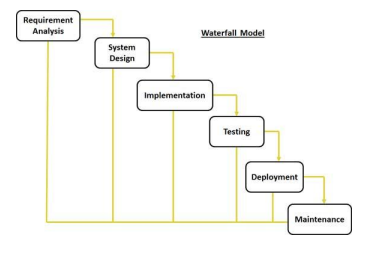 Requirement
Analysis
Waterfall Model
System
Design
Implementation
Testing
Deployment
Maintenance